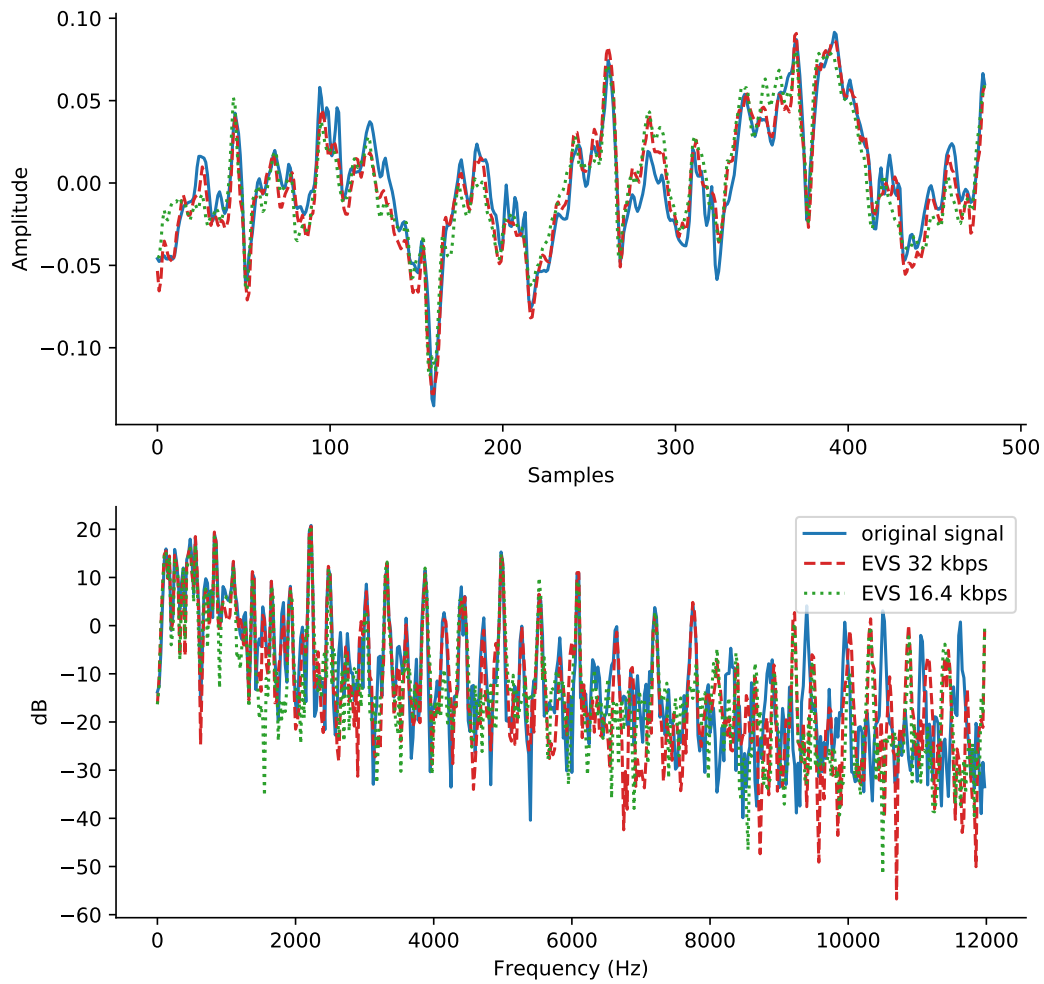 0.10
0.05
0.00
−0.05
−0.10
Amplitude
0 100 200 300 400 500
Samples
20
10
0
−10
−20
−30
−40
−50
−60
dB
original signal
EVS 32 kbps
EVS 16.4 kbps
0 2000 4000 6000 8000 10000 12000
Frequency (Hz)